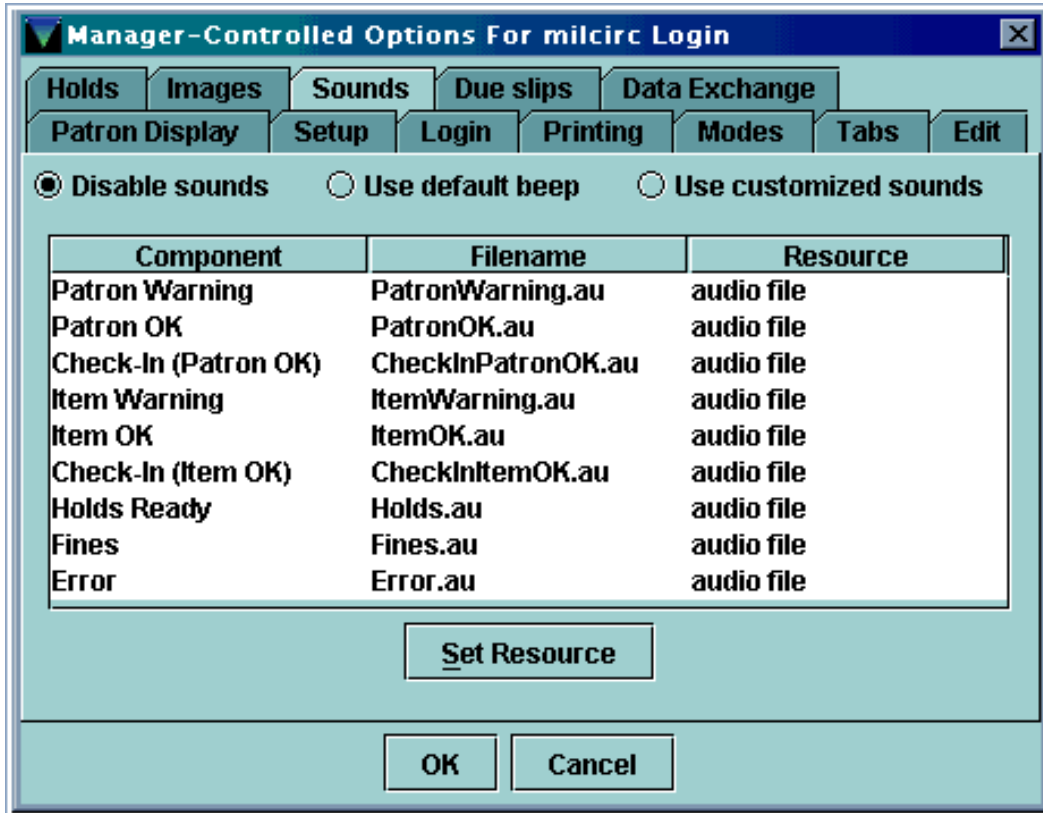 Manager-Controlled Options For milcirc Login
Holds Images Sounds Due slips Data Exchange
Patron Display Setup Login Printing Modes Tabs Edit
Disable sounds Use default beep Use customized sounds
Component Filename Resource
Patron Warning PatronWarning.au audio file
Patron OK PatronOK.au audio file
Check-In (Patron OK) CheckInPatronOK.au audio file
Item Warning ItemWarning.au audio file
Item OK ItemOK.au audio file
Check-In (Item OK) CheckInItemOK.au audio file
Holds Ready Holds.au audio file
Fines Fines.au audio file
Error Error.au audio file
Set Resource
OK Cancel